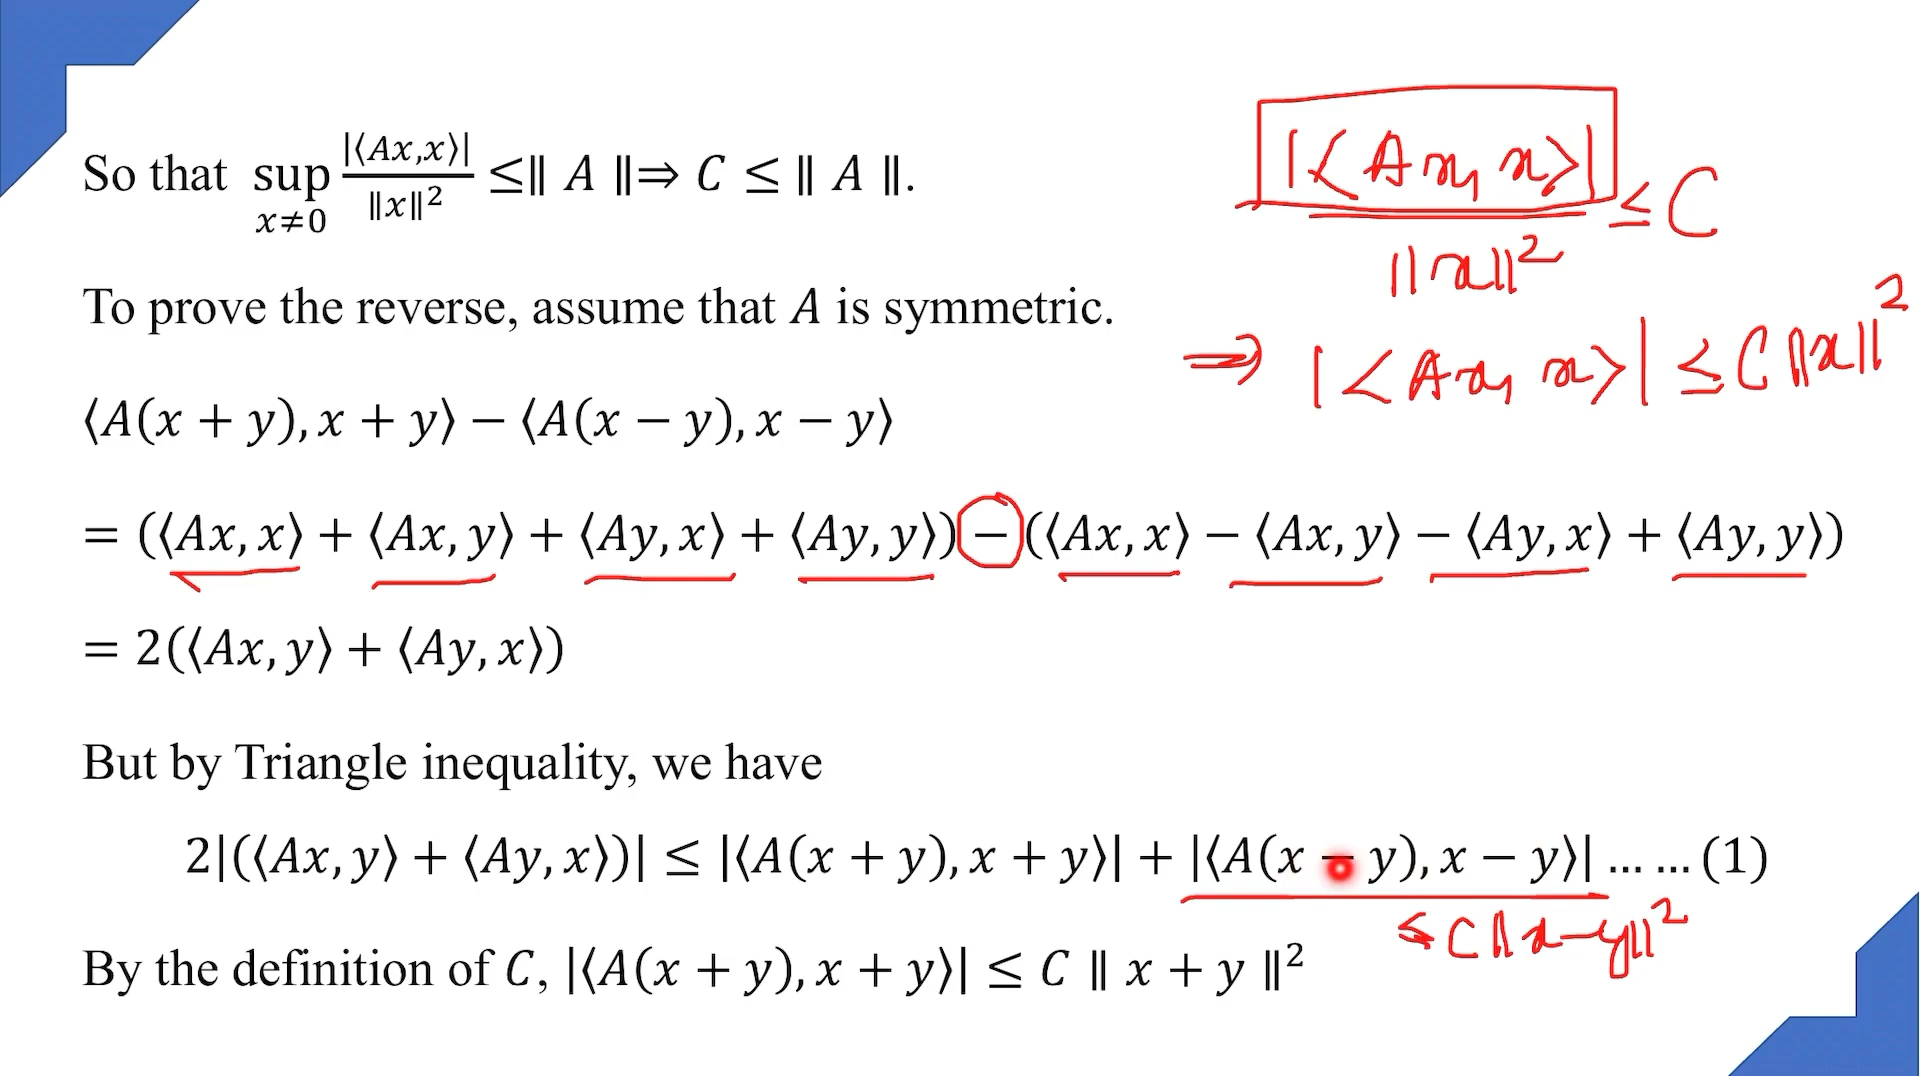 So that sup x≠0 |⟨Ax,x⟩| / ‖x‖² ≤‖ A ‖⇒ C ≤ ‖ A ‖.
|⟨Ax, x⟩| / ‖x‖² ≤ C
To prove the reverse, assume that A is symmetric.
⇒ |⟨Ax, x⟩| ≤ C‖x‖²
⟨A(x + y), x + y⟩ − ⟨A(x − y), x − y⟩
= (⟨Ax, x⟩ + ⟨Ax, y⟩ + ⟨Ay, x⟩ + ⟨Ay, y⟩) − (⟨Ax, x⟩ − ⟨Ax, y⟩ − ⟨Ay, x⟩ + ⟨Ay, y⟩)
= 2(⟨Ax, y⟩ + ⟨Ay, x⟩)
But by Triangle inequality, we have
2|(⟨Ax, y⟩ + ⟨Ay, x⟩)| ≤ |⟨A(x + y), x + y⟩| + |⟨A(x − y), x − y⟩| … … (1)
≤ C‖x−y‖²
By the definition of C, |⟨A(x + y), x + y⟩| ≤ C ‖ x + y ‖²